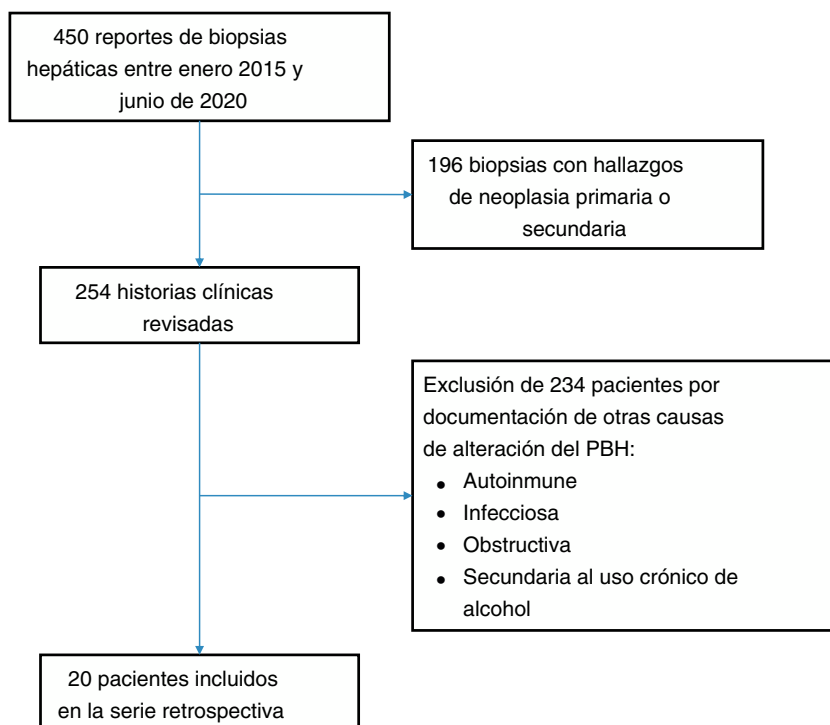 450 reportes de biopsias
hepáticas entre enero 2015 y
junio de 2020
196 biopsias con hallazgos
de neoplasia primaria o
secundaria
254 historias clínicas
revisadas
Exclusión de 234 pacientes por
documentación de otras causas
de alteración del PBH:
• Autoinmune
• Infecciosa
• Obstructiva
• Secundaria al uso crónico de
alcohol
20 pacientes incluidos
en la serie retrospectiva